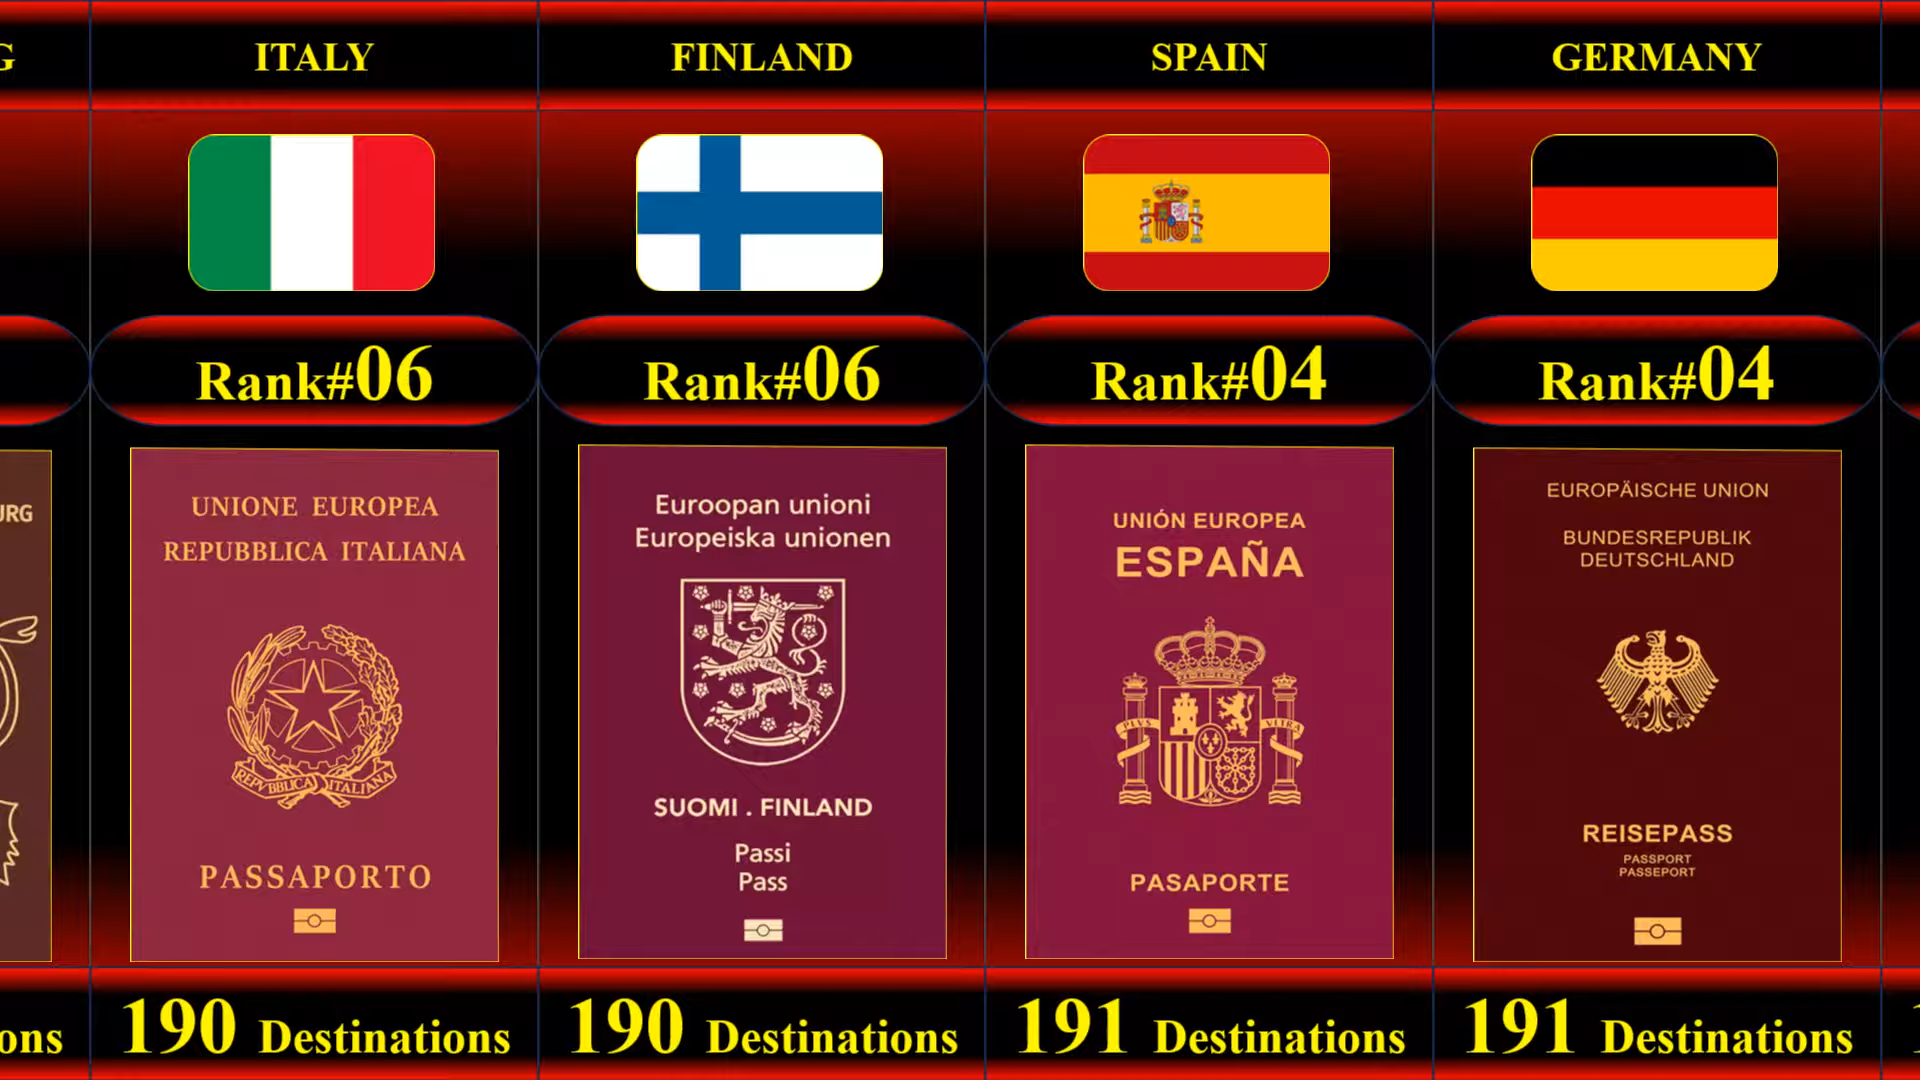 G
ITALY
FINLAND
SPAIN
GERMANY
Rank#06
Rank#06
Rank#04
Rank#04
URG
UNIONE EUROPEA
REPUBBLICA ITALIANA
REPVBBLICA ITALIANA
PASSAPORTO
Euroopan unioni
Europeiska unionen
SUOMI . FINLAND
Passi
Pass
UNIÓN EUROPEA
ESPAÑA
PLVS VLTRA
PASAPORTE
EUROPÄISCHE UNION
BUNDESREPUBLIK
DEUTSCHLAND
REISEPASS
PASSPORT
PASSEPORT
ons
190 Destinations
190 Destinations
191 Destinations
191 Destinations